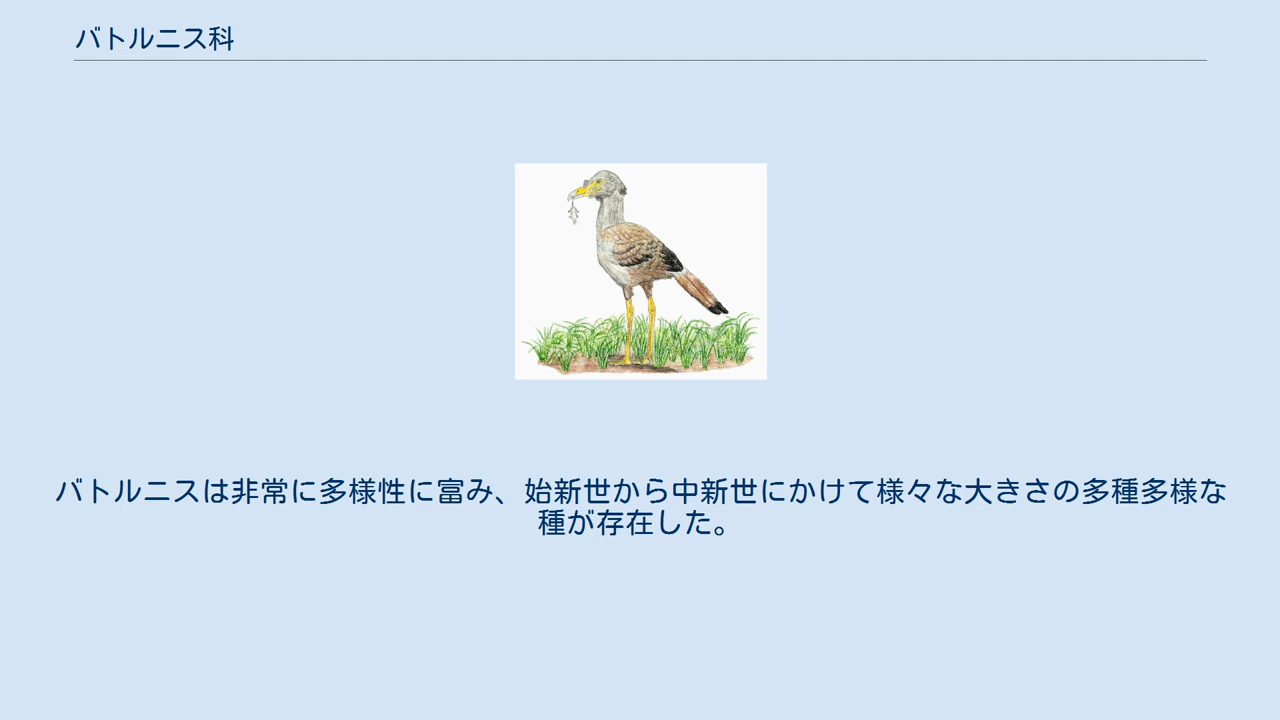 バトルニス科
バトルニスは非常に多様性に富み、始新世から中新世にかけて様々な大きさの多種多様な
種が存在した。